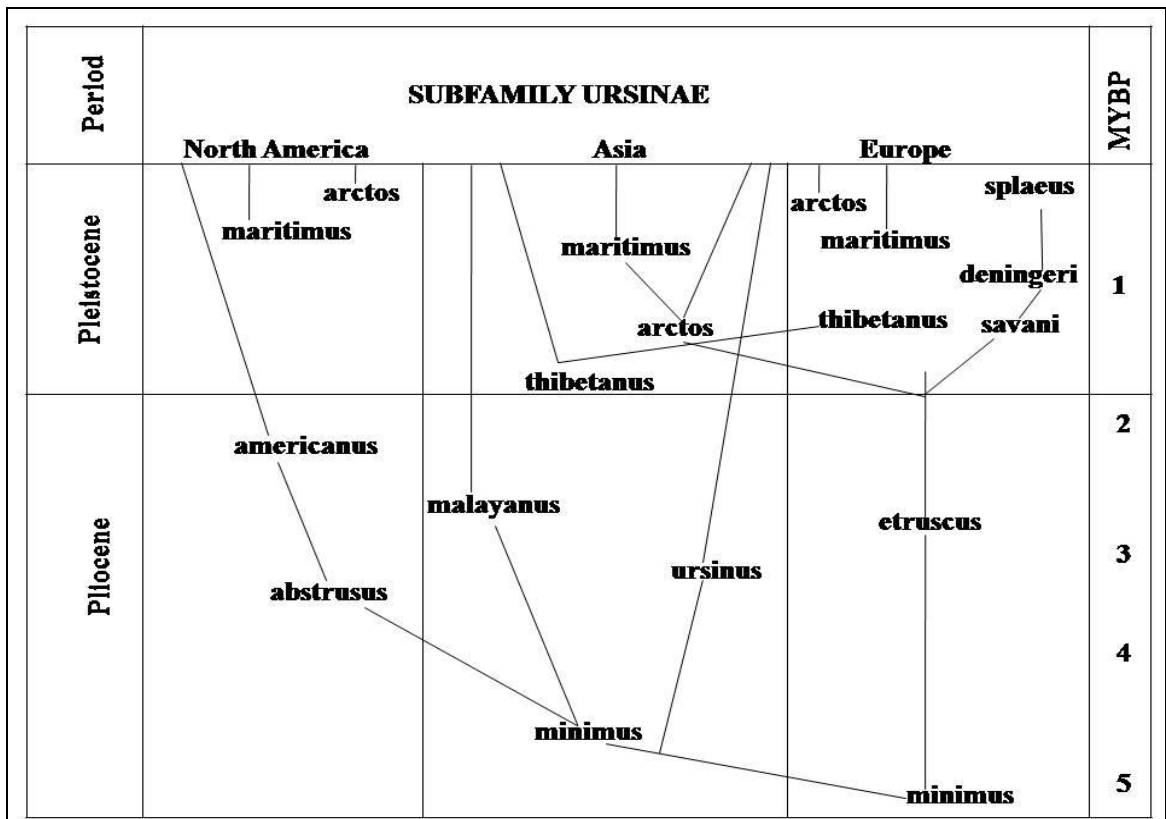 Period
SUBFAMILY URSINAE
MYBP
North America
Asia
Europe
Pleistocene
arctos
maritimus
maritimus
arctos
thibetanus
arctos
maritimus
splaeus
deningeri
thibetanus
savani
1
Pliocene
americanus
abstrusus
malayanus
ursinus
minimus
etruscus
minimus
2
3
4
5